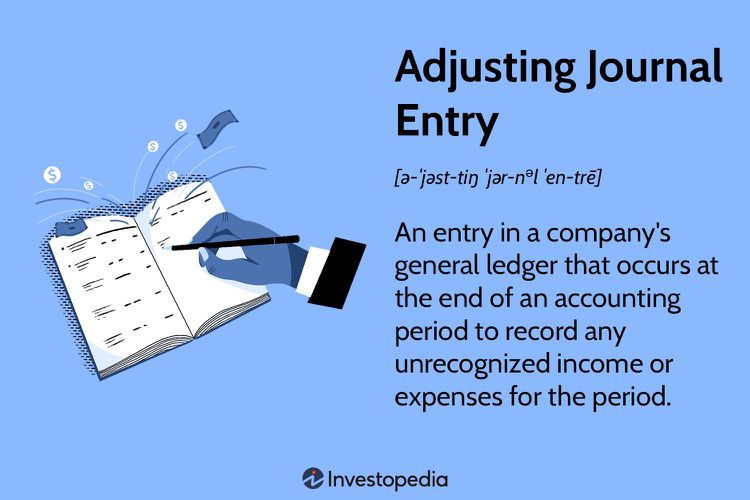 Adjusting Journal
Entry
[ə-ˈjəst-tiŋ ˈjər-nᵊl ˈen-trē]
An entry in a company's
general ledger that occurs at
the end of an accounting
period to record any
unrecognized income or
expenses for the period.
$
$
$
$
$
Investopedia